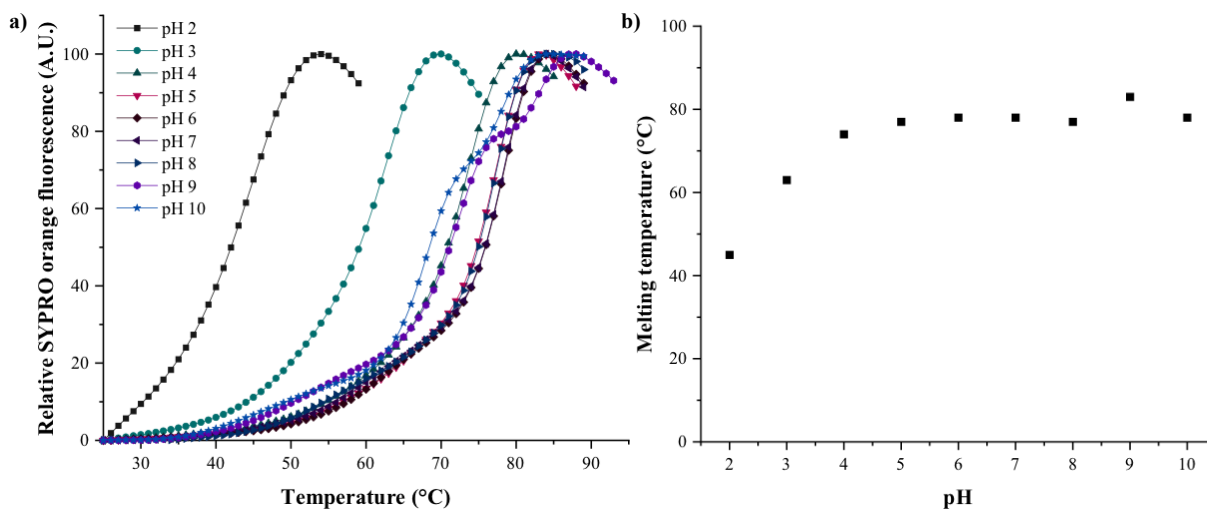 a)
pH 2
pH 3
pH 4
pH 5
pH 6
pH 7
pH 8
pH 9
pH 10
Relative SYPRO orange fluorescence (A.U.)
100
80
60
40
20
0
30 40 50 60 70 80 90
Temperature (°C)
b)
Melting temperature (°C)
100
80
60
40
20
0
2 3 4 5 6 7 8 9 10
pH